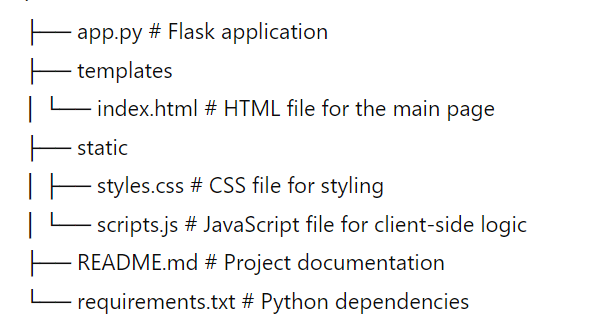 ├── app.py # Flask application
├── templates
│ └── index.html # HTML file for the main page
├── static
│ ├── styles.css # CSS file for styling
│ └── scripts.js # JavaScript file for client-side logic
├── README.md # Project documentation
└── requirements.txt # Python dependencies